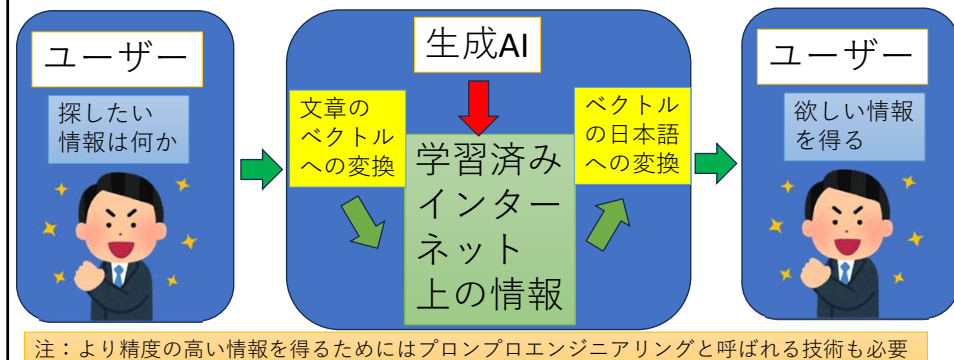 ユーザー
探したい
情報は何か
生成AI
文章の
ベクトル
への変換
学習済み
インター
ネット
上の情報
ベクトル
の日本語
への変換
ユーザー
欲しい情報
を得る
注：より精度の高い情報を得るためにはプロンプロエンジニアリングと呼ばれる技術も必要